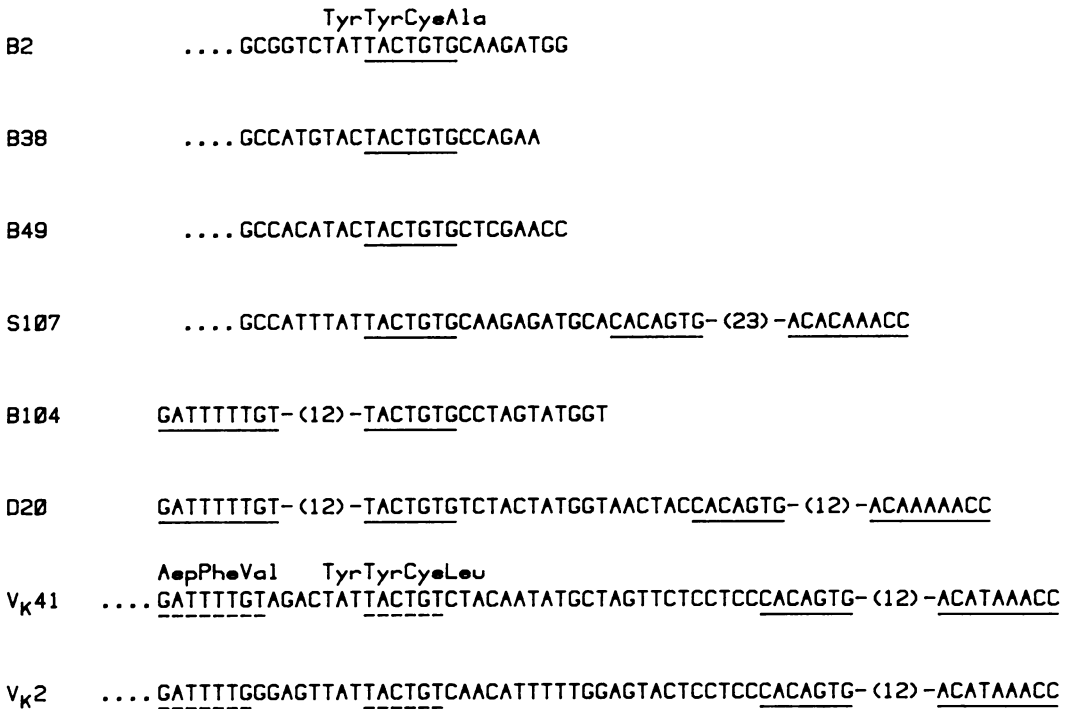 TyrTyrCysAla
B2 ....GCGGTCTATTACTGTGCAAGATGG
B38 ....GCCATGTACTACTGTGCCAGAA
B49 ....GCCACATACTACTGTGCTCGAACC
S107 ....GCCATTTATTACTGTGCAAGAGATGCACACAGTG-(23)-ACACAAACC
B104 GATTTTTGT-(12)-TACTGTGCCTAGTATGGT
D20 GATTTTTGT-(12)-TACTGTGTCTACTATGGTAACTACCACAGTG-(12)-ACAAAAACC
AspPheVal TyrTyrCysLeu
VK41 ....GATTTTGTAGACTATTACTGTCTACAATATGCTAGTTCTCCTCCCACAGTG-(12)-ACATAAACC
VK2 ....GATTTTGGGAGTTATTACTGTCAACATTTTTGGAGTACTCCTCCCACAGTG-(12)-ACATAAACC